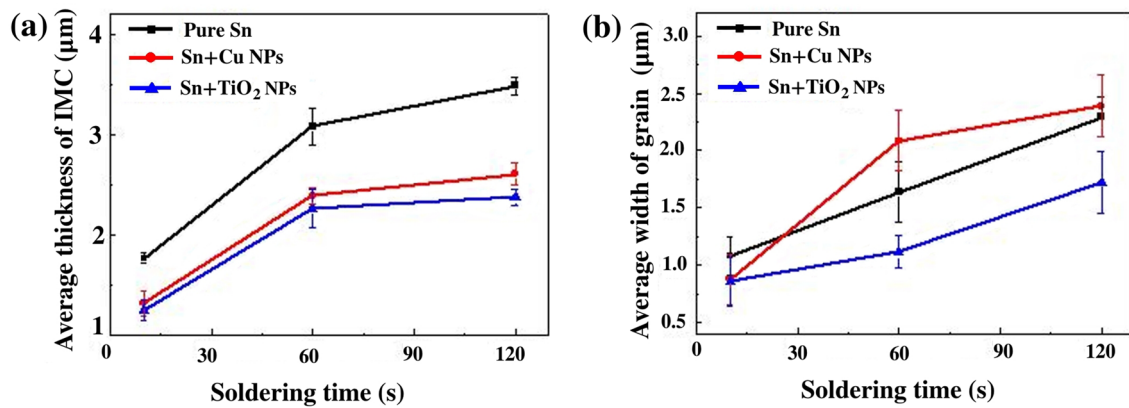 (a)
Average thickness of IMC (μm)
4
3
2
1
Pure Sn
Sn+Cu NPs
Sn+TiO2 NPs
0 30 60 90 120
Soldering time (s)
(b)
Average width of grain (μm)
3.0
2.5
2.0
1.5
1.0
0.5
Pure Sn
Sn+Cu NPs
Sn+TiO2 NPs
0 30 60 90 120
Soldering time (s)